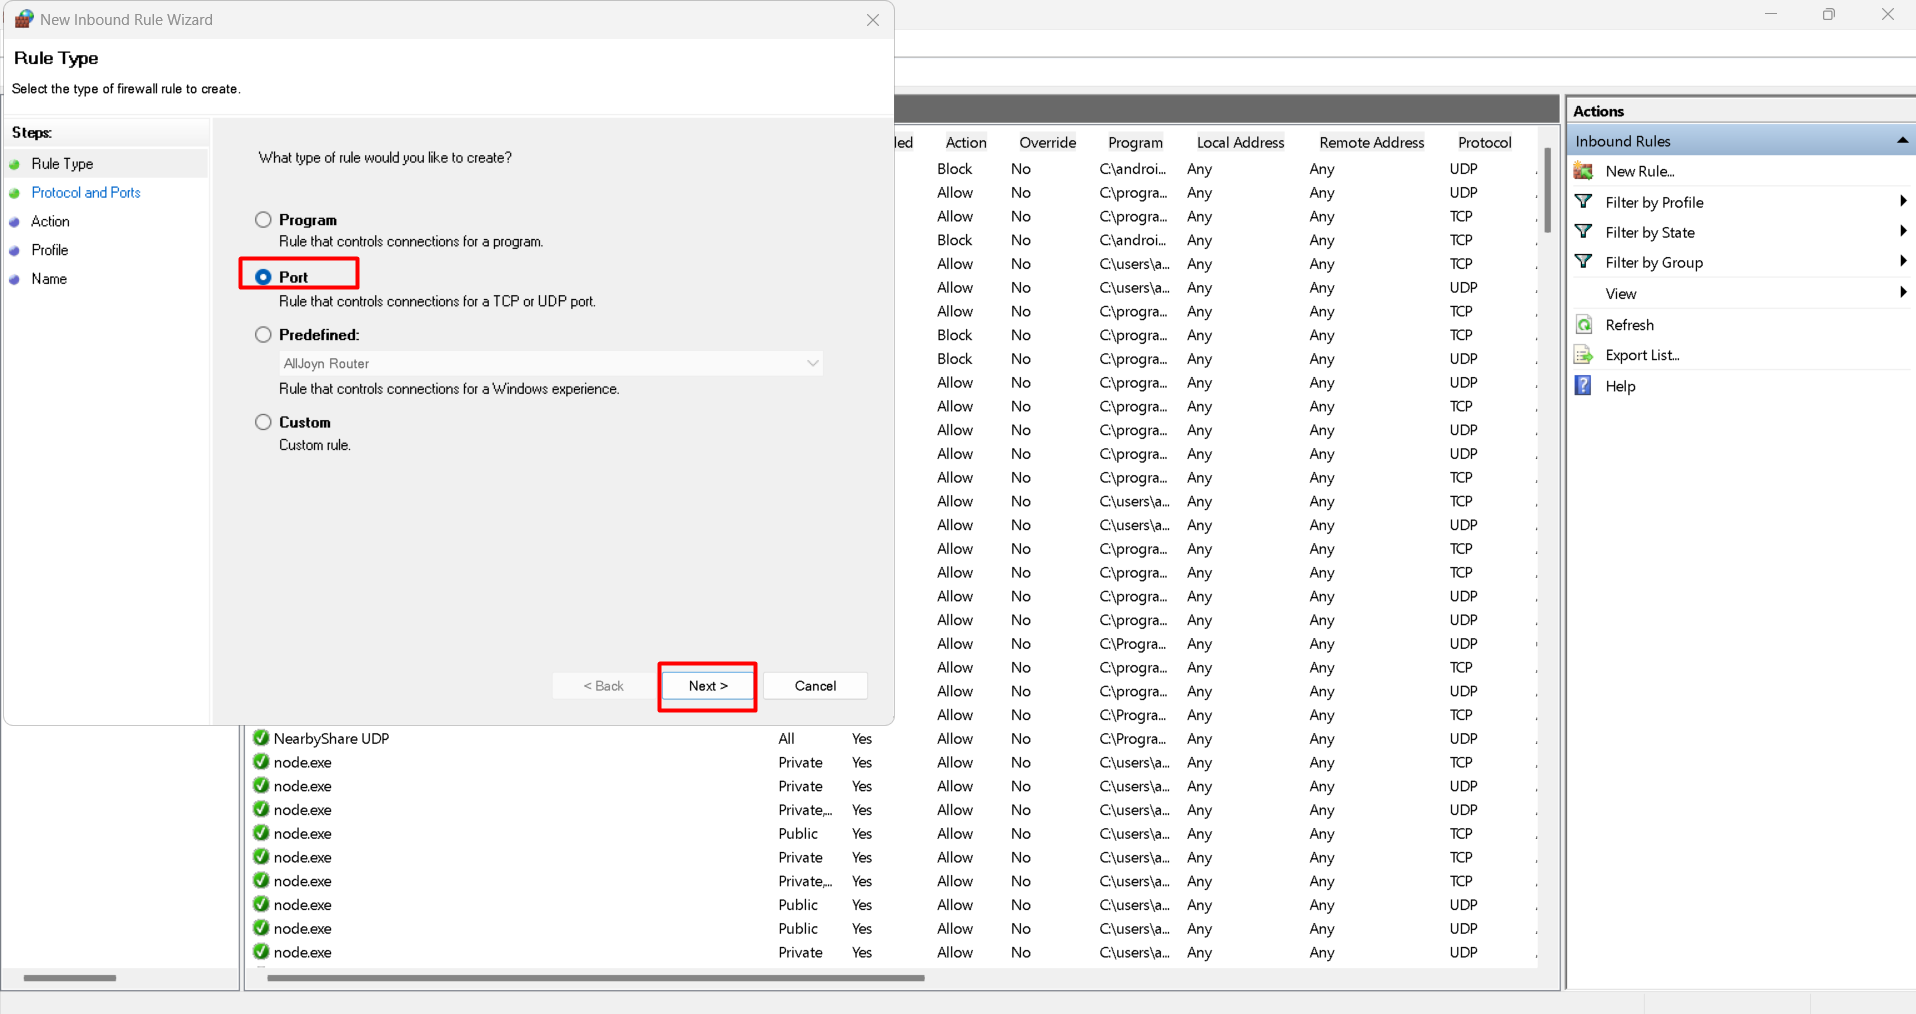 New Inbound Rule Wizard
Rule Type
Select the type of firewall rule to create.
Steps:
Rule Type
Protocol and Ports
Action
Profile
Name
What type of rule would you like to create?
Program
Rule that controls connections for a program.
Port
Rule that controls connections for a TCP or UDP port.
Predefined:
AllJoyn Router
Rule that controls connections for a Windows experience.
Custom
Custom rule.
< Back Next > Cancel
led Action Override Program Local Address Remote Address Protocol
Block No C:\androi... Any Any UDP
Allow No C:\progra... Any Any UDP
Allow No C:\progra... Any Any TCP
Block No C:\androi... Any Any TCP
Allow No C:\users\a... Any Any TCP
Allow No C:\users\a... Any Any UDP
Allow No C:\progra... Any Any TCP
Block No C:\progra... Any Any TCP
Block No C:\progra... Any Any UDP
Allow No C:\progra... Any Any UDP
Allow No C:\progra... Any Any TCP
Allow No C:\progra... Any Any UDP
Allow No C:\progra... Any Any UDP
Allow No C:\progra... Any Any TCP
Allow No C:\users\a... Any Any TCP
Allow No C:\users\a... Any Any UDP
Allow No C:\progra... Any Any TCP
Allow No C:\progra... Any Any TCP
Allow No C:\progra... Any Any UDP
Allow No C:\progra... Any Any UDP
Allow No C:\Progra... Any Any UDP
Allow No C:\progra... Any Any TCP
Allow No C:\progra... Any Any UDP
Allow No C:\Progra... Any Any TCP
NearbyShare UDP All Yes Allow No C:\Progra... Any Any UDP
node.exe Private Yes Allow No C:\users\a... Any Any TCP
node.exe Private Yes Allow No C:\users\a... Any Any UDP
node.exe Private,... Yes Allow No C:\users\a... Any Any UDP
node.exe Public Yes Allow No C:\users\a... Any Any TCP
node.exe Private Yes Allow No C:\users\a... Any Any TCP
node.exe Private,... Yes Allow No C:\users\a... Any Any TCP
node.exe Public Yes Allow No C:\users\a... Any Any UDP
node.exe Public Yes Allow No C:\users\a... Any Any UDP
node.exe Private Yes Allow No C:\users\a... Any Any UDP
Actions
Inbound Rules
New Rule...
Filter by Profile
Filter by State
Filter by Group
View
Refresh
Export List...
Help